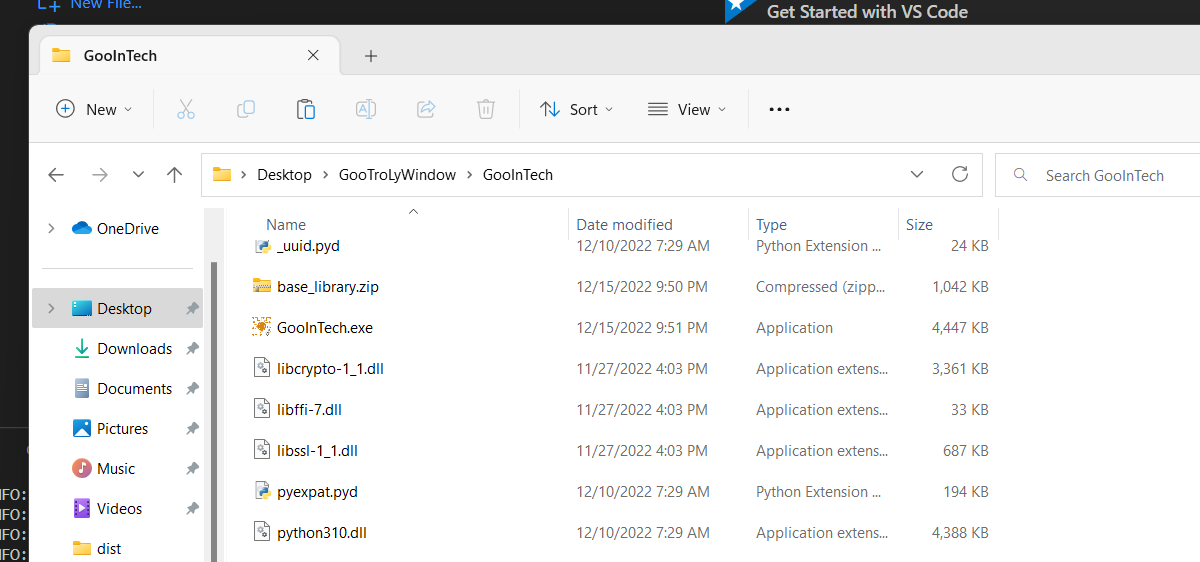 New File...
Get Started with VS Code
GooInTech
New
Sort
View
Desktop > GooTroLyWindow > GooInTech
Search GooInTech
OneDrive
Desktop
Downloads
Documents
Pictures
Music
Videos
dist
Name Date modified Type Size
_uuid.pyd 12/10/2022 7:29 AM Python Extension ... 24 KB
base_library.zip 12/15/2022 9:50 PM Compressed (zipp... 1,042 KB
GooInTech.exe 12/15/2022 9:51 PM Application 4,447 KB
libcrypto-1_1.dll 11/27/2022 4:03 PM Application extens... 3,361 KB
libffi-7.dll 11/27/2022 4:03 PM Application extens... 33 KB
libssl-1_1.dll 11/27/2022 4:03 PM Application extens... 687 KB
pyexpat.pyd 12/10/2022 7:29 AM Python Extension ... 194 KB
python310.dll 12/10/2022 7:29 AM Application extens... 4,388 KB
NFO:
NFO:
NFO:
NFO: